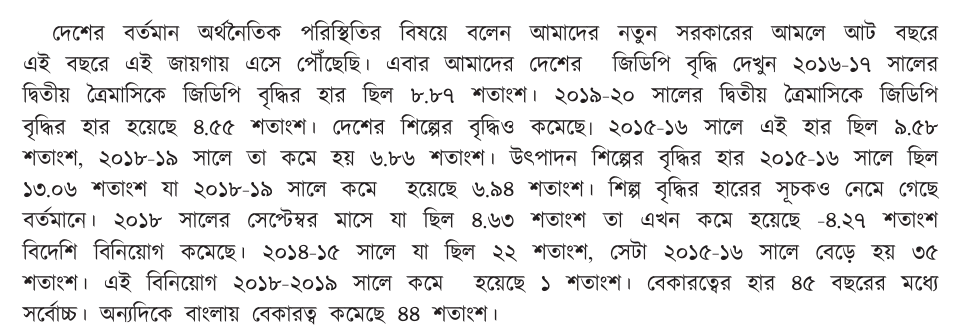 দেশের বর্তমান অর্থনৈতিক পরিস্থিতির বিষয়ে বলেন আমাদের নতুন সরকারের আমলে আট বছরে
এই বছরে এই জায়গায় এসে পৌঁছেছি। এবার আমাদের দেশের জিডিপি বৃদ্ধি দেখুন ২০১৬-১৭ সালের
দ্বিতীয় ত্রৈমাসিকে জিডিপি বৃদ্ধির হার ছিল ৮.৮৭ শতাংশ। ২০১৯-২০ সালের দ্বিতীয় ত্রৈমাসিকে জিডিপি
বৃদ্ধির হার হয়েছে ৪.৫৫ শতাংশ। দেশের শিল্পের বৃদ্ধিও কমেছে। ২০১৫-১৬ সালে এই হার ছিল ৯.৫৮
শতাংশ, ২০১৮-১৯ সালে তা কমে হয় ৬.৮৬ শতাংশ। উৎপাদন শিল্পের বৃদ্ধির হার ২০১৫-১৬ সালে ছিল
১৩.০৬ শতাংশ যা ২০১৮-১৯ সালে কমে হয়েছে ৬.৯৪ শতাংশ। শিল্প বৃদ্ধির হারের সূচকও নেমে গেছে
বর্তমানে। ২০১৮ সালের সেপ্টেম্বর মাসে যা ছিল ৪.৬৩ শতাংশ তা এখন কমে হয়েছে -৪.২৭ শতাংশ
বিদেশি বিনিয়োগ কমেছে। ২০১৪-১৫ সালে যা ছিল ২২ শতাংশ, সেটা ২০১৫-১৬ সালে বেড়ে হয় ৩৫
শতাংশ। এই বিনিয়োগ ২০১৮-২০১৯ সালে কমে হয়েছে ১ শতাংশ। বেকারত্বের হার ৪৫ বছরের মধ্যে
সর্বোচ্চ। অন্যদিকে বাংলায় বেকারত্ব কমেছে ৪৪ শতাংশ।